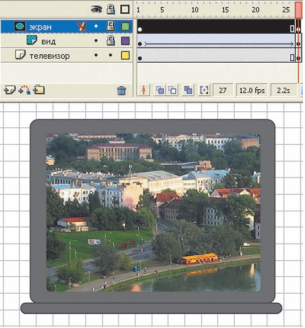 1 5 10 15 20 25
экран
вид
телевизор
27 12.0 fps 2.2s